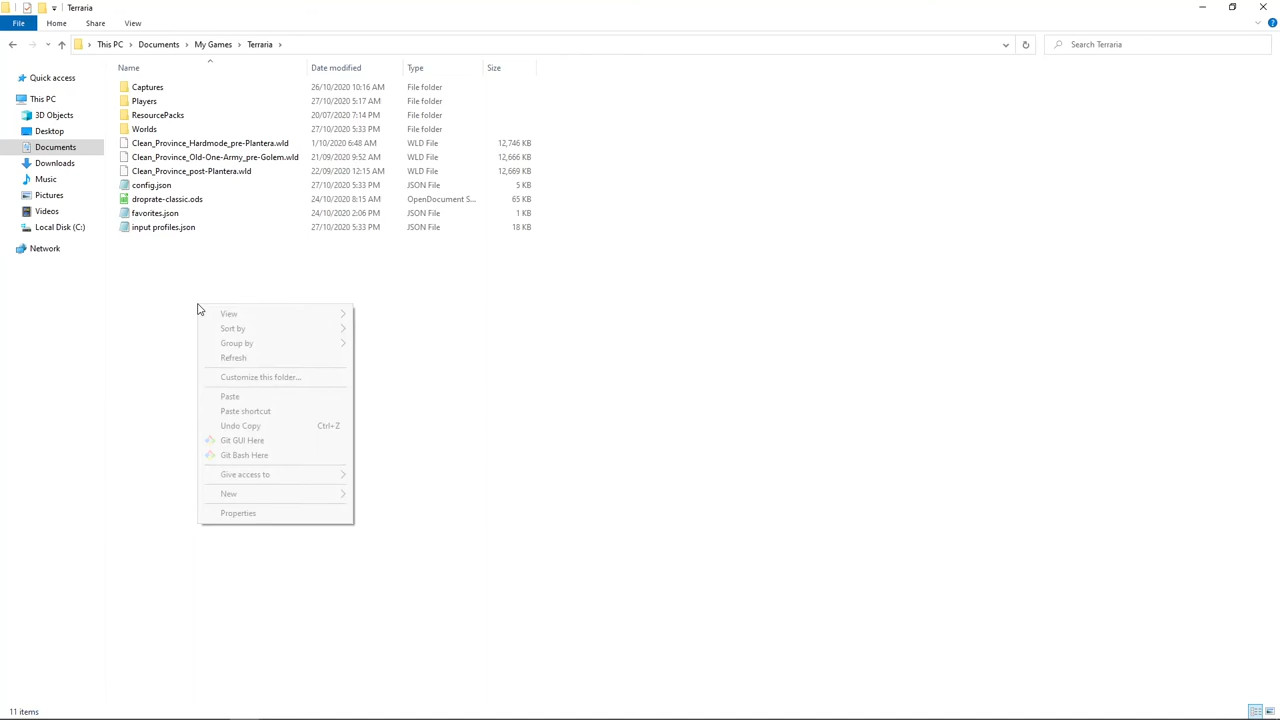 Terraria
File Home Share View
This PC Documents My Games Terraria
Search Terraria
Name Date modified Type Size
Quick access
This PC
3D Objects
Desktop
Documents
Downloads
Music
Pictures
Videos
Local Disk (C:)
Network
Captures 26/10/2020 10:16 AM File folder
Players 27/10/2020 5:17 AM File folder
ResourcePacks 20/07/2020 7:14 PM File folder
Worlds 27/10/2020 5:33 PM File folder
Clean_Province_Hardmode_pre-Plantera.wld 1/10/2020 6:48 AM WLD File 12,746 KB
Clean_Province_Old-One-Army_pre-Golem.wld 21/09/2020 9:52 AM WLD File 12,666 KB
Clean_Province_post-Plantera.wld 22/09/2020 12:15 AM WLD File 12,669 KB
config.json 27/10/2020 5:33 PM JSON File 5 KB
droprate-classic.ods 24/10/2020 8:15 AM OpenDocument S... 65 KB
favorites.json 24/10/2020 2:06 PM JSON File 1 KB
input profiles.json 27/10/2020 5:33 PM JSON File 18 KB
View
Sort by
Group by
Refresh
Customize this folder...
Paste
Paste shortcut
Undo Copy Ctrl+Z
Git GUI Here
Git Bash Here
Give access to
New
Properties
11 items